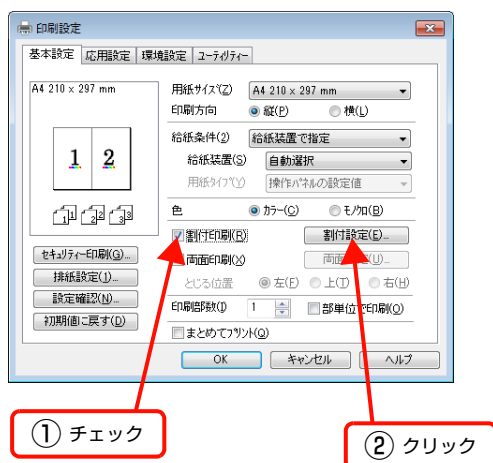 印刷設定
基本設定 応用設定 環境設定 ユーティリティー
A4 210 x 297 mm
用紙サイズ(Z) A4 210 x 297 mm
印刷方向 縦(P) 横(L)
給紙条件(2) 給紙装置で指定
1 2
給紙装置(S) 自動選択
用紙タイプ(Y) 操作パネルの設定値
1 1 2 2 3 3
色 カラー(C) モノクロ(B)
割付印刷(R) 割付設定(E)...
セキュリティー印刷(G)...
両面印刷(X)
排紙設定(1)...
とじる位置 左(F) 上(T) 右(H)
設定確認(N)...
印刷部数(I) 1 部単位で印刷(O)
初期値に戻す(D)
まとめてプリント(Q)
OK キャンセル ヘルプ
① チェック
② クリック